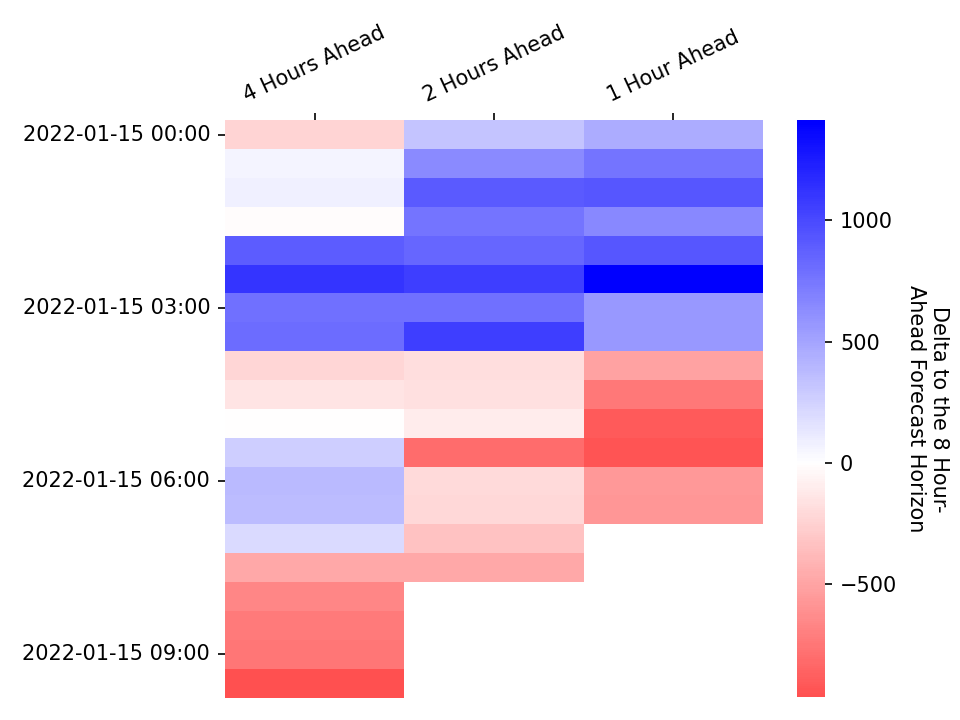 4 Hours Ahead
2 Hours Ahead
1 Hour Ahead
2022-01-15 00:00
2022-01-15 03:00
2022-01-15 06:00
2022-01-15 09:00
1000
500
0
−500
Delta to the 8 Hour-
Ahead Forecast Horizon